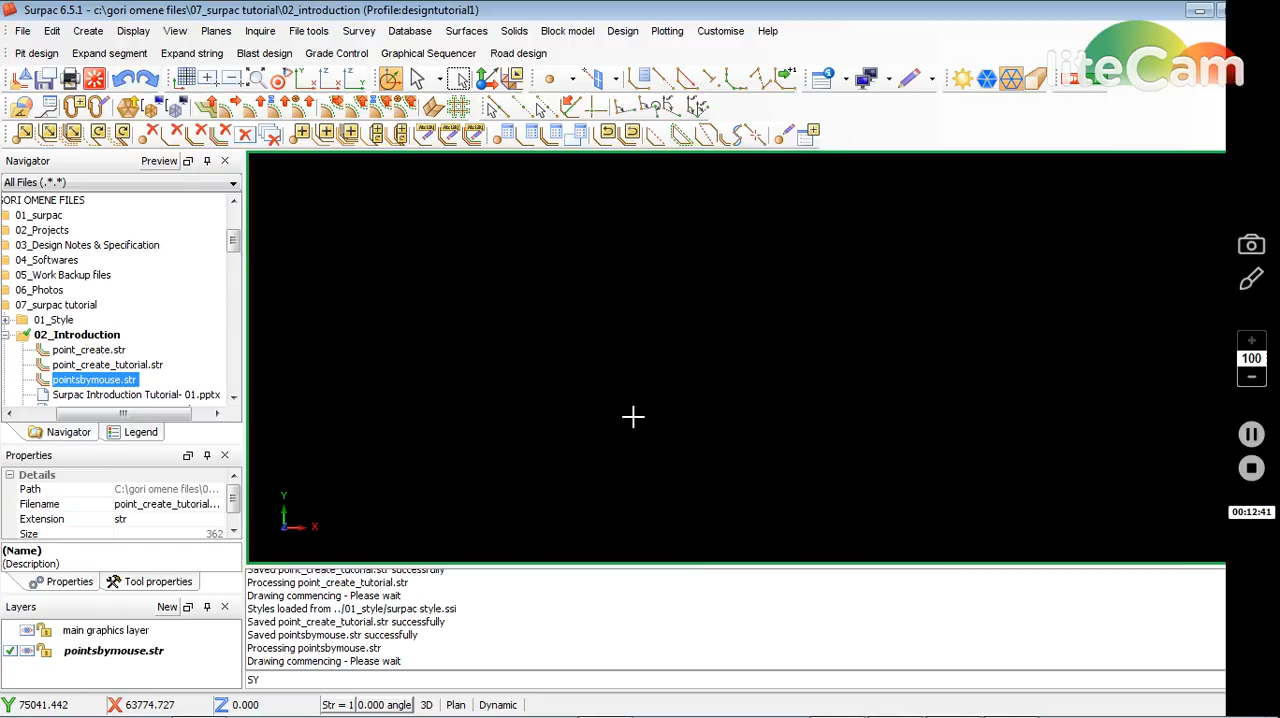 Surpac 6.5.1 - c:\gori omene files\07_surpac tutorial\02_introduction (Profile:designtutorial1)
File Edit Create Display View Planes Inquire File tools Survey Database Surfaces Solids Block model Design Plotting Customise Help
Pit design Expand segment Expand string Blast design Grade Control Graphical Sequencer Road design
liteCam
Navigator Preview
All Files (.*.*)
GORI OMENE FILES
01_surpac
02_Projects
03_Design Notes & Specification
04_Softwares
05_Work Backup files
06_Photos
07_surpac tutorial
01_Style
02_Introduction
point_create.str
point_create_tutorial.str
pointsbymouse.str
Surpac Introduction Tutorial- 01.pptx
Navigator Legend
Properties
Details
Path C:\gori omene files\0...
Filename point_create_tutorial...
Extension str
Size 362
(Name)
(Description)
Properties Tool properties
Layers New
main graphics layer
pointsbymouse.str
Y
Z X
Saved point_create_tutorial.str successfully
Processing point_create_tutorial.str
Drawing commencing - Please wait
Styles loaded from ../01_style/surpac style.ssi
Saved point_create_tutorial.str successfully
Saved pointsbymouse.str successfully
Processing pointsbymouse.str
Drawing commencing - Please wait
SY
Y 75041.442 X 63774.727 Z 0.000 Str = 1 0.000 angle 3D Plan Dynamic
100
00:12:41